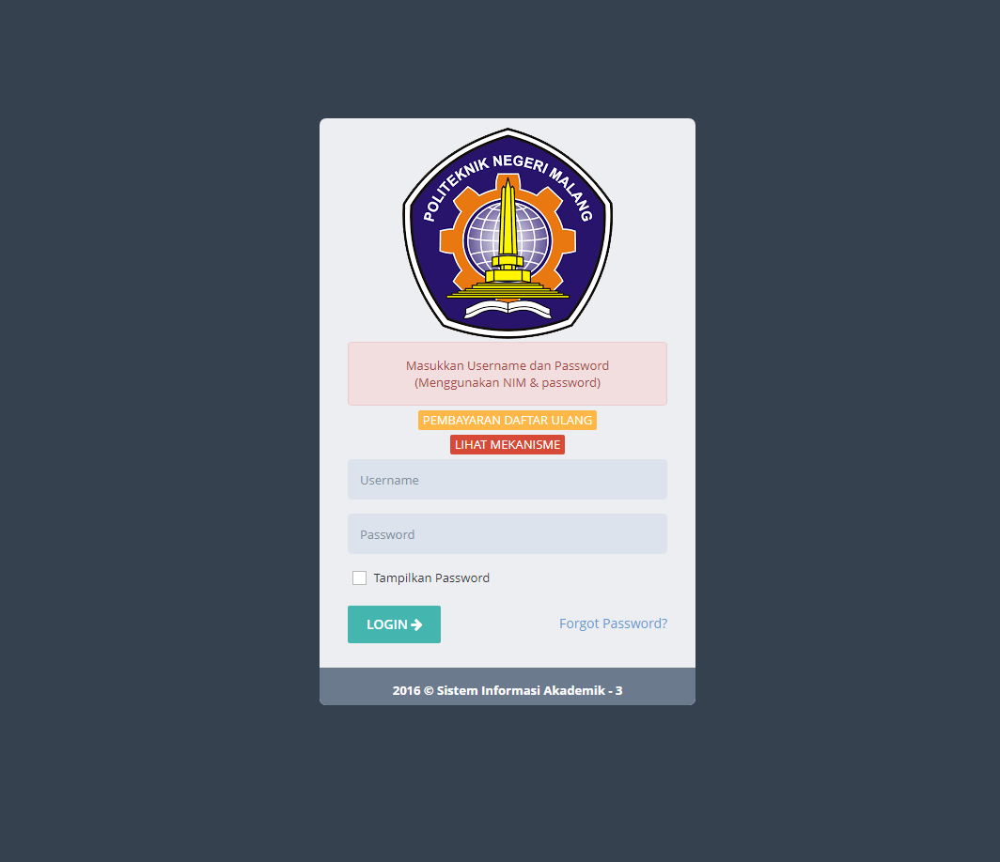 POLITEKNIK NEGERI MALANG
Masukkan Username dan Password
(Menggunakan NIM & password)
PEMBAYARAN DAFTAR ULANG
LIHAT MEKANISME
Username
Password
Tampilkan Password
LOGIN
Forgot Password?
2016 © Sistem Informasi Akademik - 3